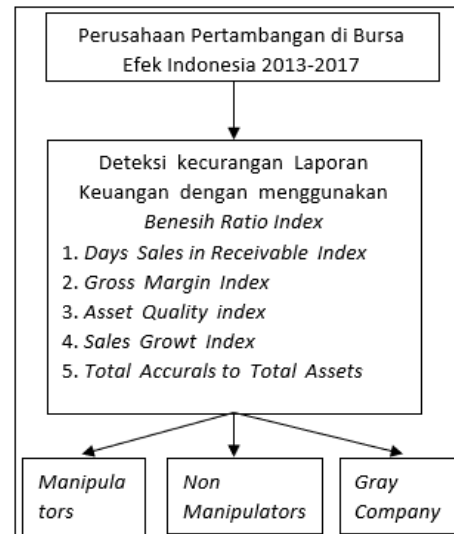 Perusahaan Pertambangan di Bursa
Efek Indonesia 2013-2017
Deteksi kecurangan Laporan
Keuangan dengan menggunakan
Benesih Ratio Index
1. Days Sales in Receivable Index
2. Gross Margin Index
3. Asset Quality index
4. Sales Growt Index
5. Total Accurals to Total Assets
Manipula
tors
Non
Manipulators
Gray
Company